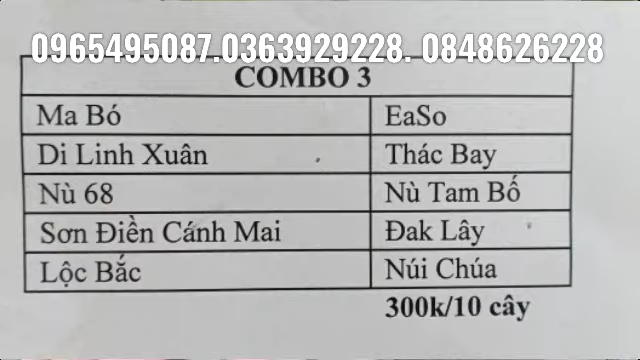 0965495087.0363929228. 0848626228
COMBO 3
Ma Bó EaSo
Di Linh Xuân Thác Bay
Nù 68 Nù Tam Bố
Sơn Điền Cánh Mai Đak Lây
Lộc Bắc Núi Chúa
300k/10 cây